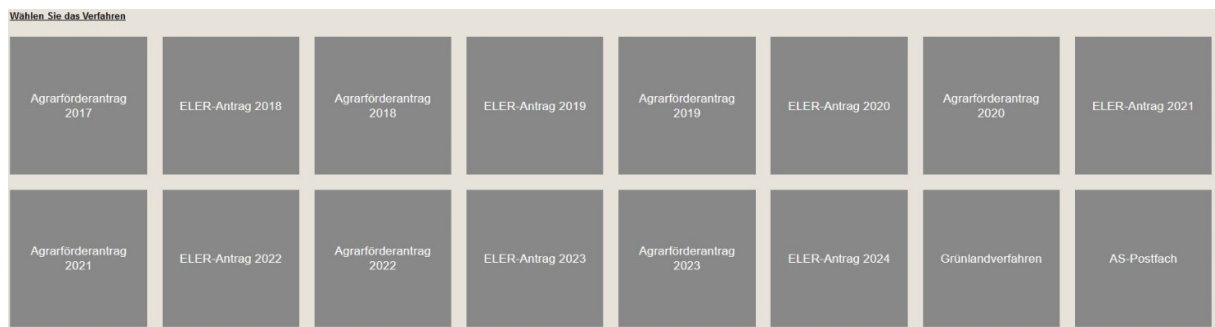 Wählen Sie das Verfahren
Agrarförderantrag
2017
ELER-Antrag 2018
Agrarförderantrag
2018
ELER-Antrag 2019
Agrarförderantrag
2019
ELER-Antrag 2020
Agrarförderantrag
2020
ELER-Antrag 2021
Agrarförderantrag
2021
ELER-Antrag 2022
Agrarförderantrag
2022
ELER-Antrag 2023
Agrarförderantrag
2023
ELER-Antrag 2024
Grünlandverfahren
AS-Postfach